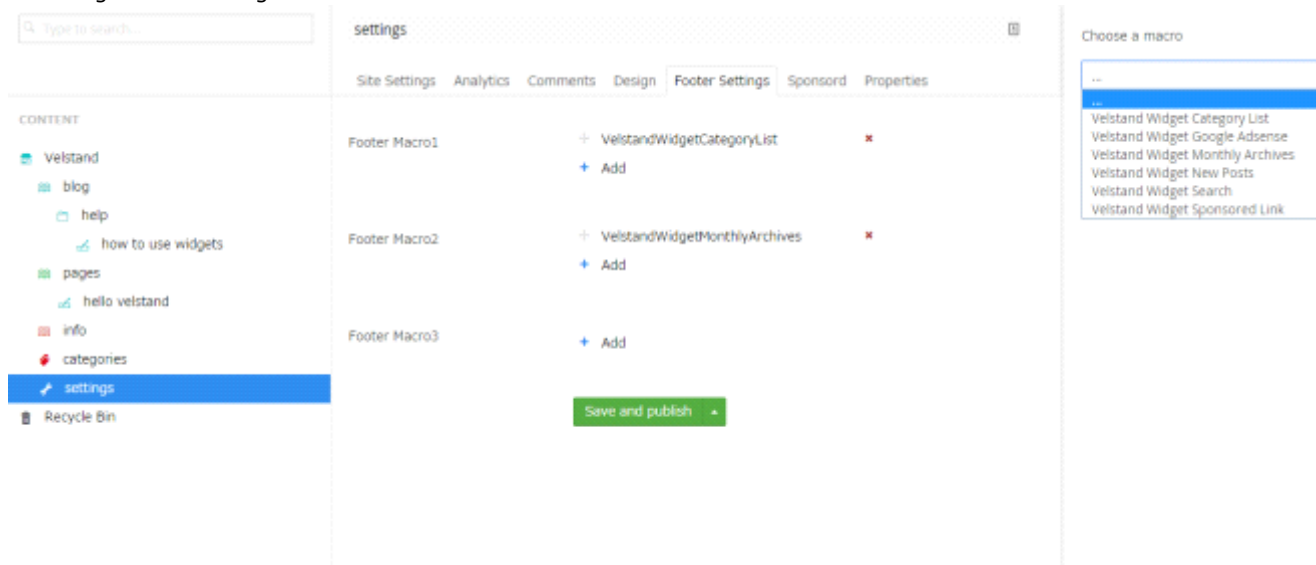 Type to search...
settings
Site Settings Analytics Comments Design Footer Settings Sponsord Properties
CONTENT
Velstand
blog
help
how to use widgets
pages
hello velstand
info
categories
settings
Recycle Bin
Footer Macro1
VelstandWidgetCategoryList
Add
Footer Macro2
VelstandWidgetMonthlyArchives
Add
Footer Macro3
Add
Save and publish
Choose a macro
...
...
Velstand Widget Category List
Velstand Widget Google Adsense
Velstand Widget Monthly Archives
Velstand Widget New Posts
Velstand Widget Search
Velstand Widget Sponsored Link